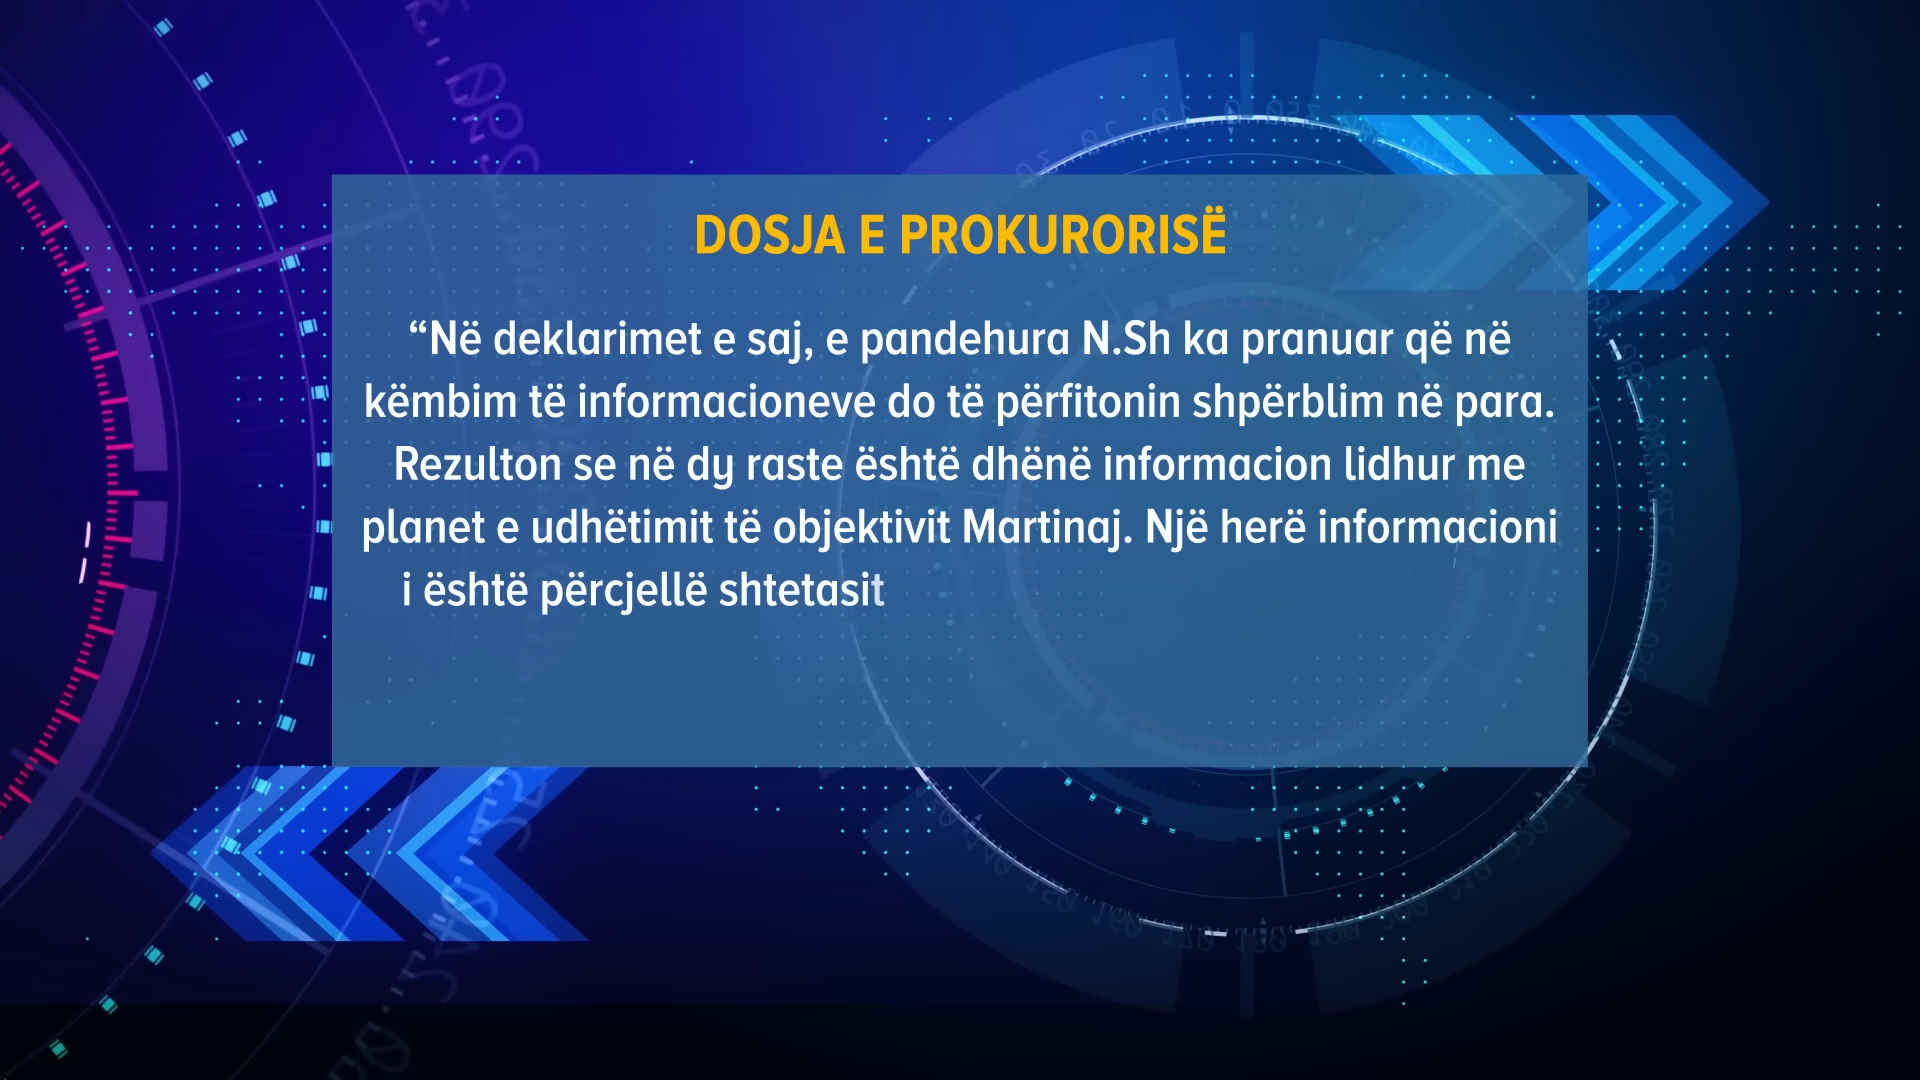 DOSJA E PROKURORISË
“Në deklarimet e saj, e pandehura N.Sh ka pranuar që në
këmbim të informacioneve do të përfitonin shpërblim në para.
Rezulton se në dy raste është dhënë informacion lidhur me
planet e udhëtimit të objektivit Martinaj. Një herë informacioni
i është përcjellë shtetasit